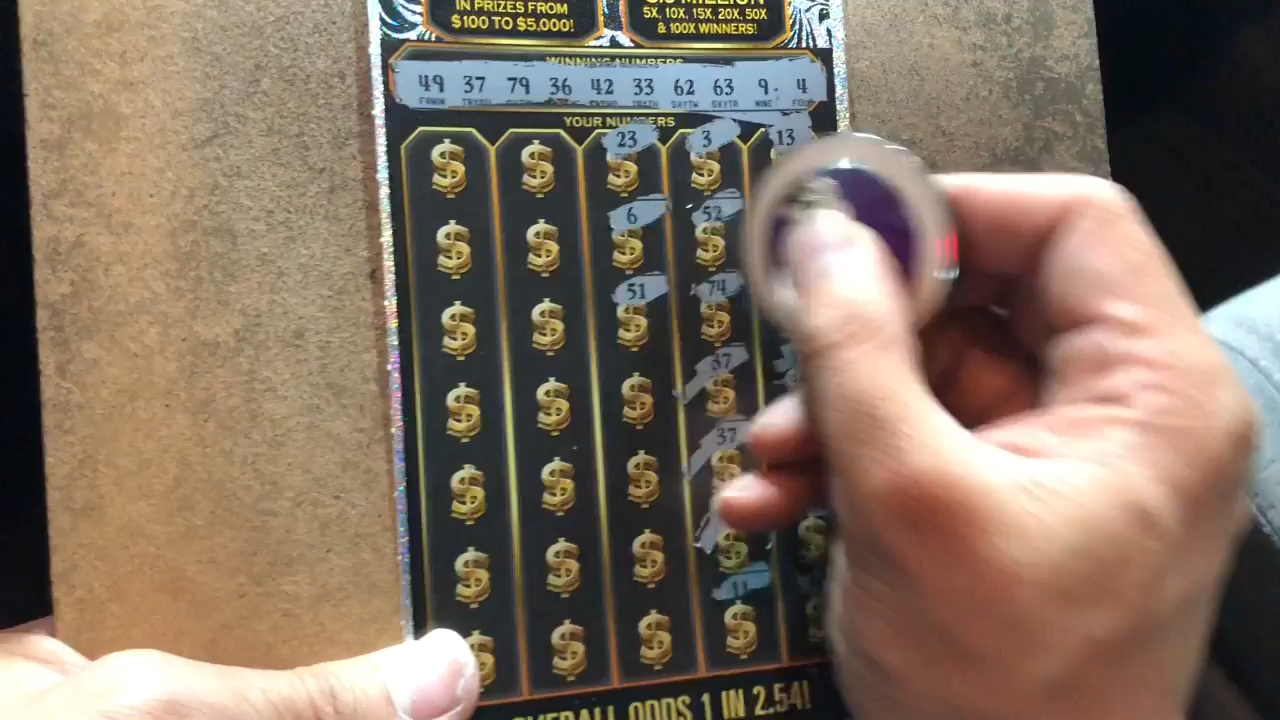 IN PRIZES FROM
$100 TO $5,000!
MILLION
5X, 10X, 15X, 20X, 50X
& 100X WINNERS!
WINNING NUMBERS
49 37 79 36 42 33 62 63 9 4
YOUR NUMBERS
23 3 13
6 52
51 74
37
37
11
OVERALL ODDS 1 IN 2.54!